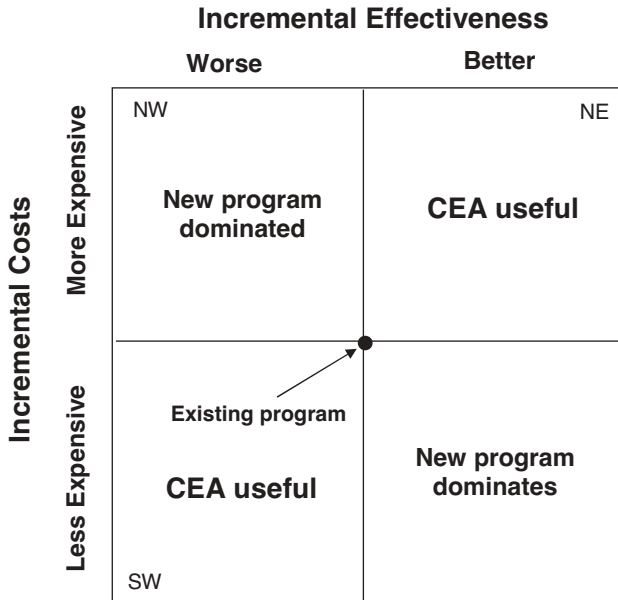 Incremental Effectiveness
Worse
Better
Incremental Costs
More Expensive
Less Expensive
NW
NE
New program
dominated
CEA useful
Existing program
CEA useful
New program
dominates
SW